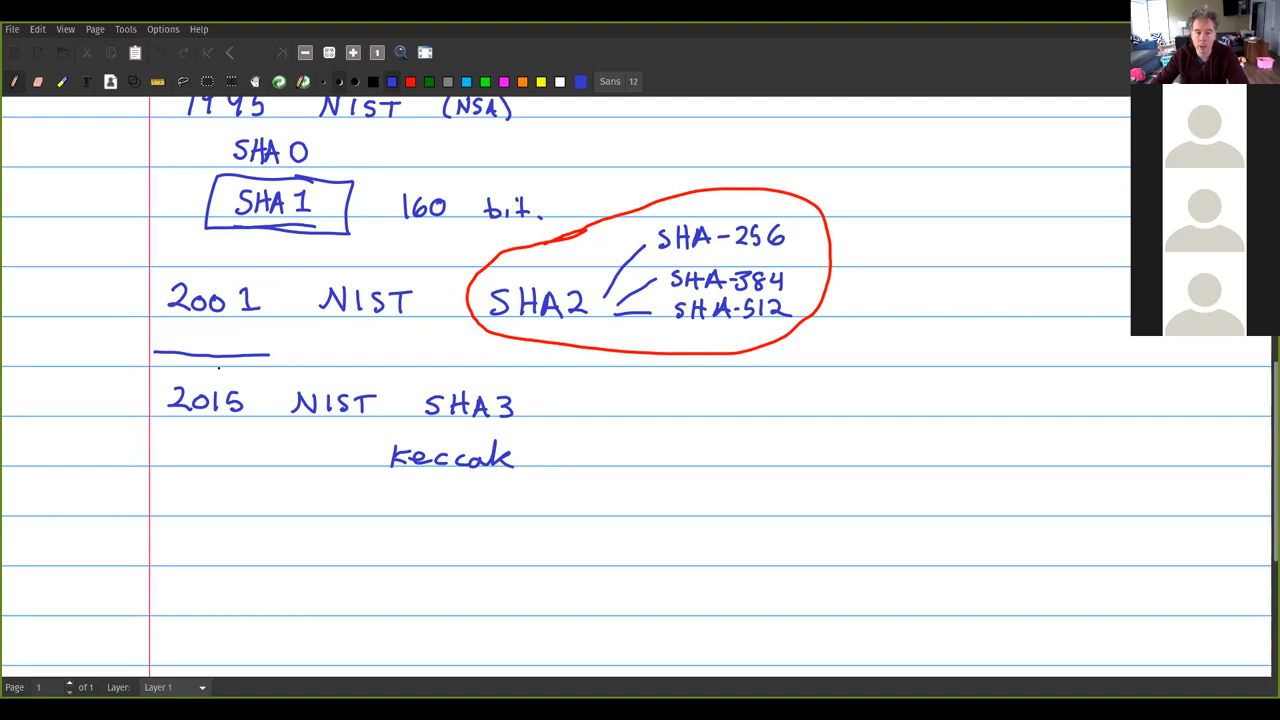 File Edit View Page Tools Options Help
Sans 12
1995 NIST (NSA)
SHA 0
SHA 1 160 bit.
SHA-256
2001 NIST SHA2 SHA-384
SHA-512
2015 NIST SHA3
keccak
Page 1 of 1 Layer: Layer 1